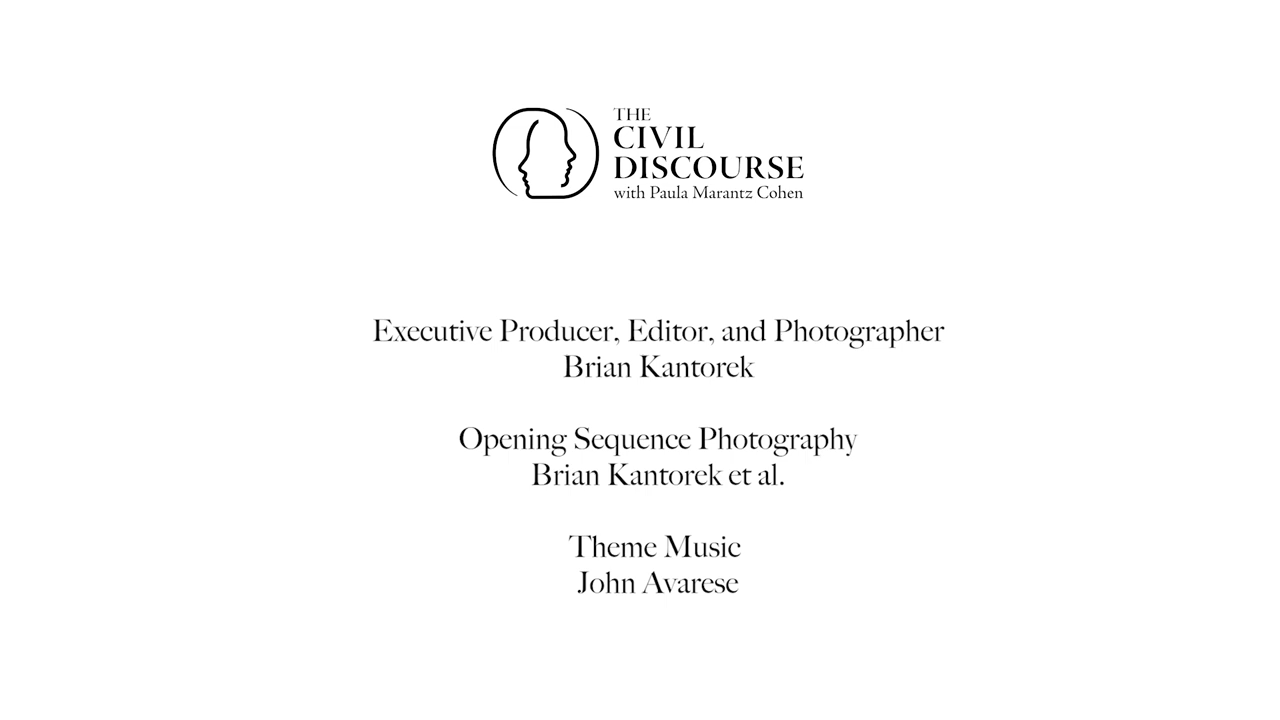 THE
CIVIL
DISCOURSE
with Paula Marantz Cohen
Executive Producer, Editor, and Photographer
Brian Kantorek
Opening Sequence Photography
Brian Kantorek et al.
Theme Music
John Avarese